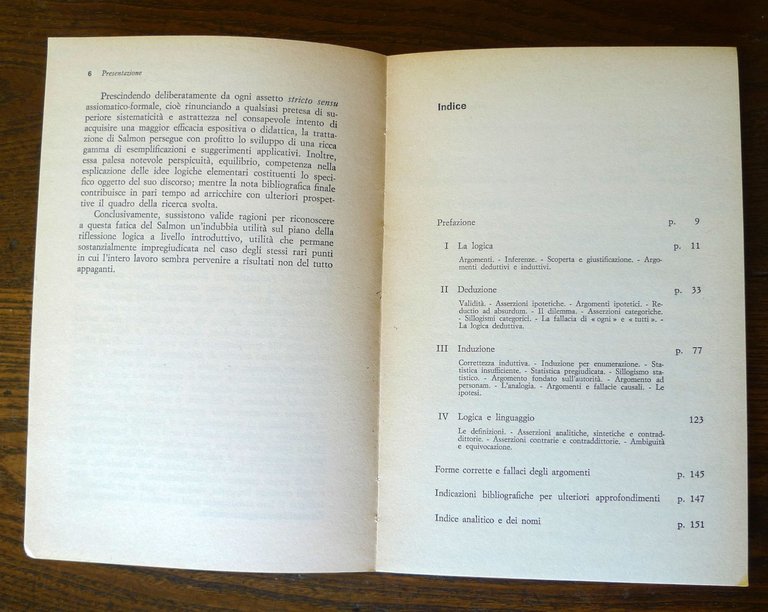 6 Presentazione
Prescindendo deliberatamente da ogni assetto stricto sensu
assiomatico-formale, cioè rinunciando a qualsiasi pretesa di su-
periore sistematicità e astrattezza nel consapevole intento di
acquisire una maggior efficacia espositiva o didattica, la tratta-
zione di Salmon persegue con profitto lo sviluppo di una ricca
gamma di esemplificazioni e suggerimenti applicativi. Inoltre,
essa palesa notevole perspicuità, equilibrio, competenza nella
esplicazione delle idee logiche elementari costituenti lo speci-
fico oggetto del suo discorso; mentre la nota bibliografica finale
contribuisce in pari tempo ad arricchire con ulteriori prospet-
tive il quadro della ricerca svolta.
Conclusivamente, sussistono valide ragioni per riconoscere
a questa fatica del Salmon un'indubbia utilità sul piano della
riflessione logica a livello introduttivo, utilità che permane
sostanzialmente impregiudicata nel caso degli stessi rari punti
in cui l'intero lavoro sembra pervenire a risultati non del tutto
appaganti.
Indice
Prefazione p. 9
I La logica p. 11
Argomenti. - Inferenze. - Scoperta e giustificazione. - Argo-
menti deduttivi e induttivi.
II Deduzione p. 33
Validità. - Asserzioni ipotetiche. - Argomenti ipotetici. - Re-
ductio ad absurdum. - Il dilemma. - Asserzioni categoriche.
- Sillogismi categorici. - La fallacia di « ogni » e « tutti ». -
La logica deduttiva.
III Induzione p. 77
Correttezza induttiva. - Induzione per enumerazione. - Sta-
tistica insufficiente. - Statistica pregiudicata. - Sillogismo sta-
tistico. - Argomento fondato sull'autorità. - Argomento ad
personam. - L'analogia. - Argomenti e fallacie causali. - Le
ipotesi.
IV Logica e linguaggio 123
Le definizioni. - Asserzioni analitiche, sintetiche e contrad-
dittorie. - Asserzioni contrarie e contraddittorie. - Ambiguità
e equivocazione.
Forme corrette e fallaci degli argomenti p. 145
Indicazioni bibliografiche per ulteriori approfondimenti p. 147
Indice analitico e dei nomi p. 151